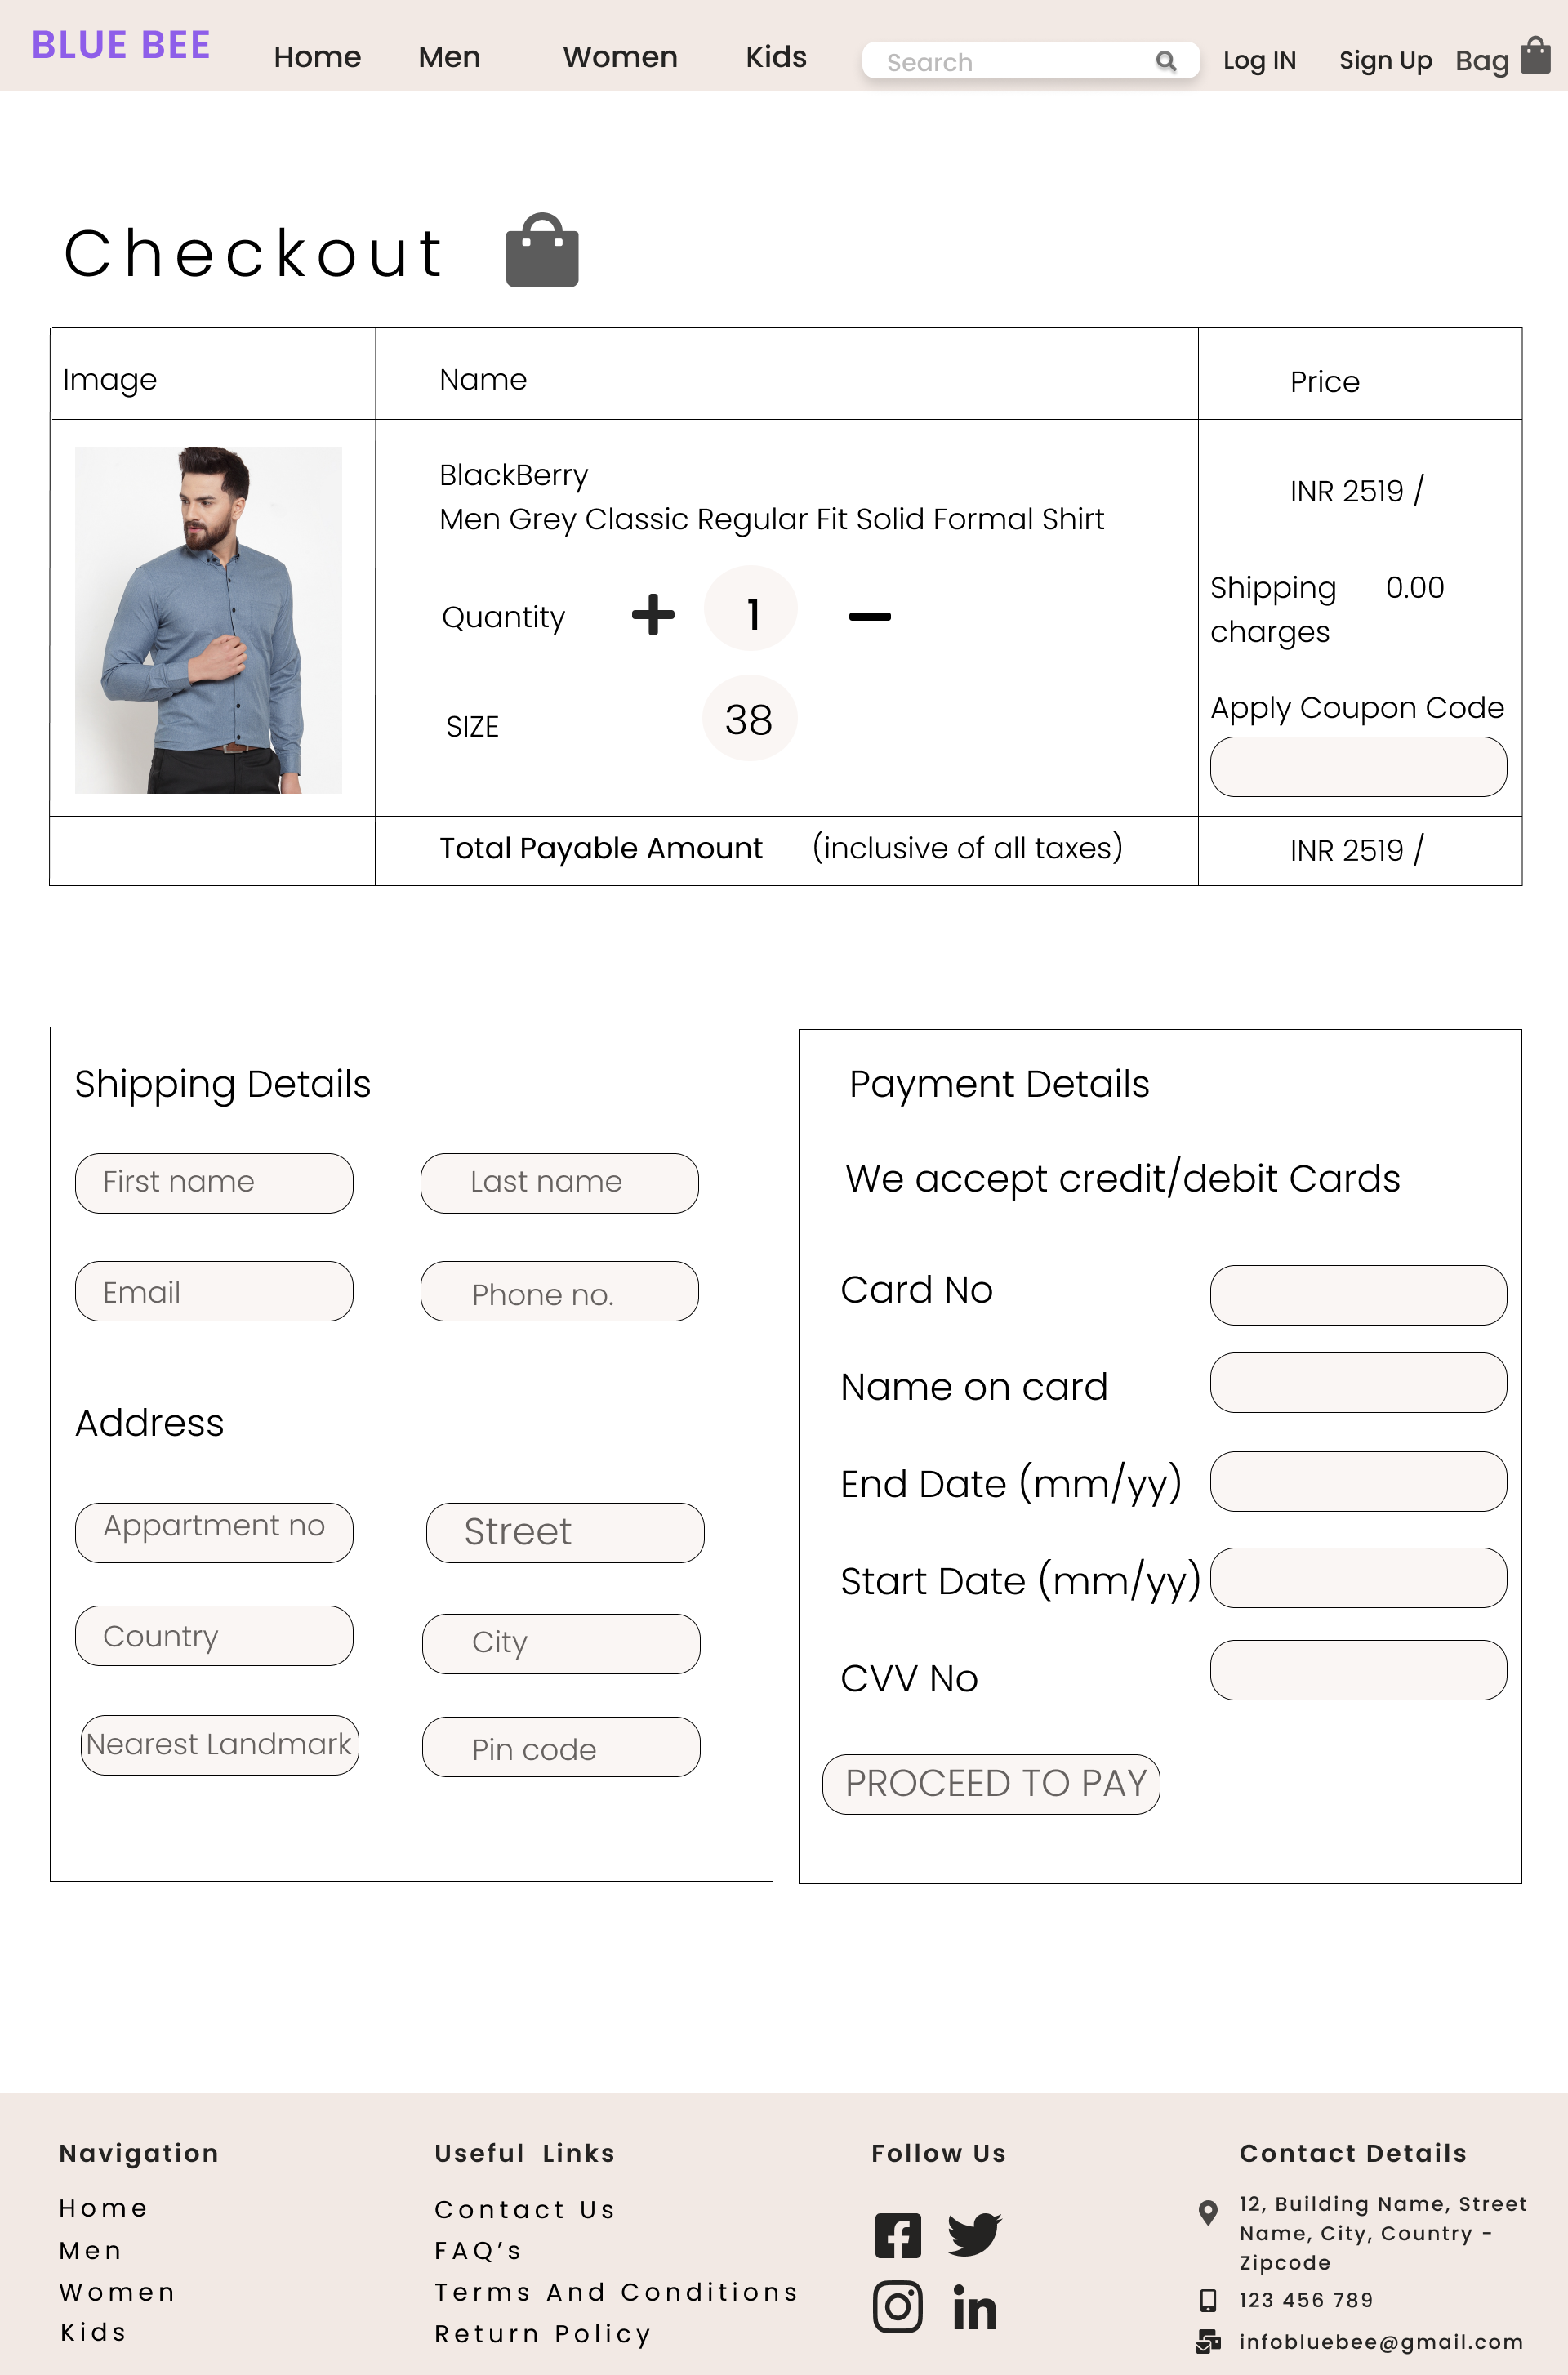 BLUE BEE
Home Men Women Kids Search Log IN Sign Up Bag
Checkout
Image Name Price
BlackBerry
Men Grey Classic Regular Fit Solid Formal Shirt
INR 2519 /
Quantity 1
Shipping 0.00
charges
SIZE 38
Apply Coupon Code
Total Payable Amount (inclusive of all taxes) INR 2519 /
Shipping Details
First name Last name
Email Phone no.
Address
Appartment no Street
Country City
Nearest Landmark Pin code
Payment Details
We accept credit/debit Cards
Card No
Name on card
End Date (mm/yy)
Start Date (mm/yy)
CVV No
PROCEED TO PAY
Navigation
Home
Men
Women
Kids
Useful Links
Contact Us
FAQ’s
Terms And Conditions
Return Policy
Follow Us
Contact Details
12, Building Name, Street
Name, City, Country -
Zipcode
123 456 789
infobluebee@gmail.com